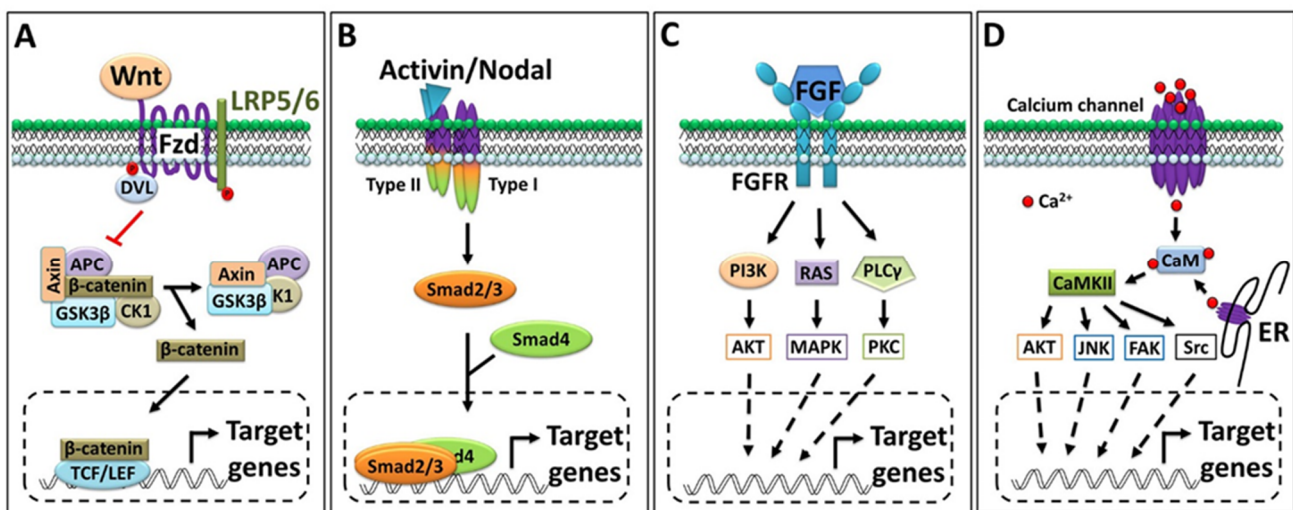 A
Wnt
LRP5/6
Fzd
P
DVL
P
Axin
APC
β-catenin
GSK3β
CK1
APC
Axin
GSK3β
K1
β-catenin
β-catenin
TCF/LEF
Target
genes
B
Activin/Nodal
Type II
Type I
Smad2/3
Smad4
Smad2/3
d4
Target
genes
C
FGF
FGFR
PI3K
RAS
PLCγ
AKT
MAPK
PKC
Target
genes
D
Calcium channel
Ca²⁺
CaM
CaMKII
ER
AKT
JNK
FAK
Src
Target
genes